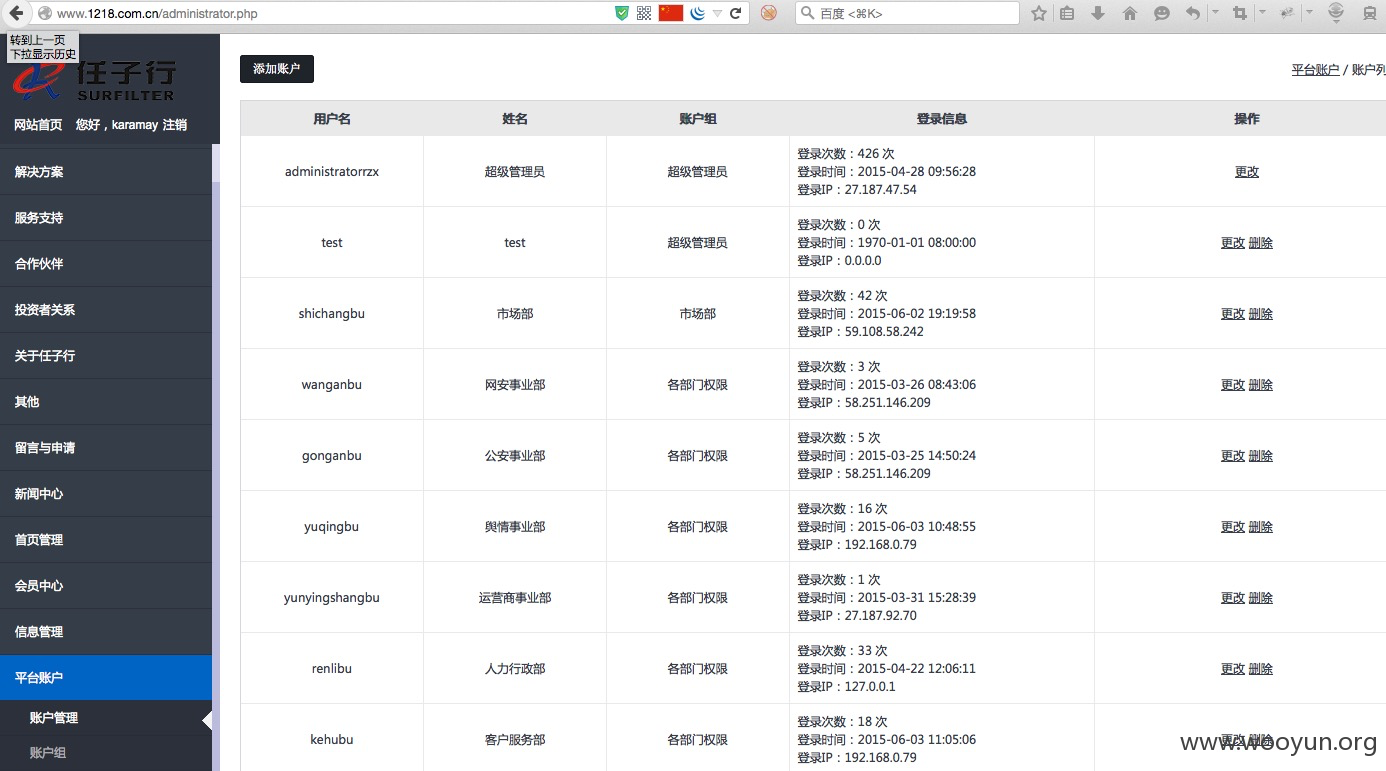 www.1218.com.cn/administrator.php
百度 <⌘K>
转到上一页
下拉显示历史
任子行
SURFILTER
网站首页 您好，karamay 注销
解决方案
服务支持
合作伙伴
投资者关系
关于任子行
其他
留言与申请
新闻中心
首页管理
会员中心
信息管理
平台账户
账户管理
账户组
添加账户
平台账户 / 账户列
用户名 姓名 账户组 登录信息 操作
administratorrzx 超级管理员 超级管理员
登录次数：426 次
登录时间：2015-04-28 09:56:28
登录IP：27.187.47.54
更改
test test 超级管理员
登录次数：0 次
登录时间：1970-01-01 08:00:00
登录IP：0.0.0.0
更改 删除
shichangbu 市场部 市场部
登录次数：42 次
登录时间：2015-06-02 19:19:58
登录IP：59.108.58.242
更改 删除
wanganbu 网安事业部 各部门权限
登录次数：3 次
登录时间：2015-03-26 08:43:06
登录IP：58.251.146.209
更改 删除
gonganbu 公安事业部 各部门权限
登录次数：5 次
登录时间：2015-03-25 14:50:24
登录IP：58.251.146.209
更改 删除
yuqingbu 舆情事业部 各部门权限
登录次数：16 次
登录时间：2015-06-03 10:48:55
登录IP：192.168.0.79
更改 删除
yunyingshangbu 运营商事业部 各部门权限
登录次数：1 次
登录时间：2015-03-31 15:28:39
登录IP：27.187.92.70
更改 删除
renlibu 人力行政部 各部门权限
登录次数：33 次
登录时间：2015-04-22 12:06:11
登录IP：127.0.0.1
更改 删除
kehubu 客户服务部 各部门权限
登录次数：18 次
登录时间：2015-06-03 11:05:06
登录IP：192.168.0.79
更改 删除
www.wooyun.org